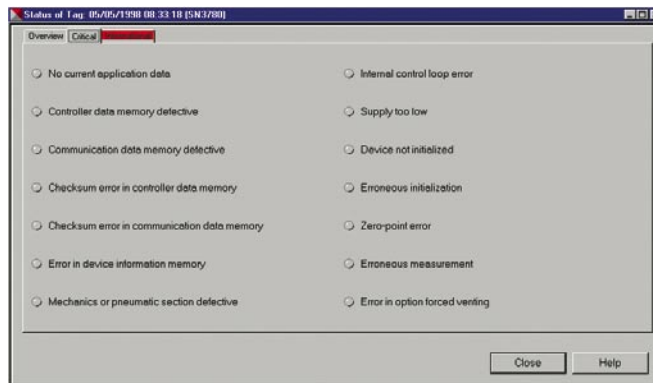 Status of Tag: 05/05/1998 08:33:18 (SN3780)
Overview Critical
No current application data
Controller data memory defective
Communication data memory defective
Checksum error in controller data memory
Checksum error in communication data memory
Error in device information memory
Mechanics or pneumatic section defective
Internal control loop error
Supply too low
Device not initialized
Erroneous initialization
Zero-point error
Erroneous measurement
Error in option forced venting
Close Help